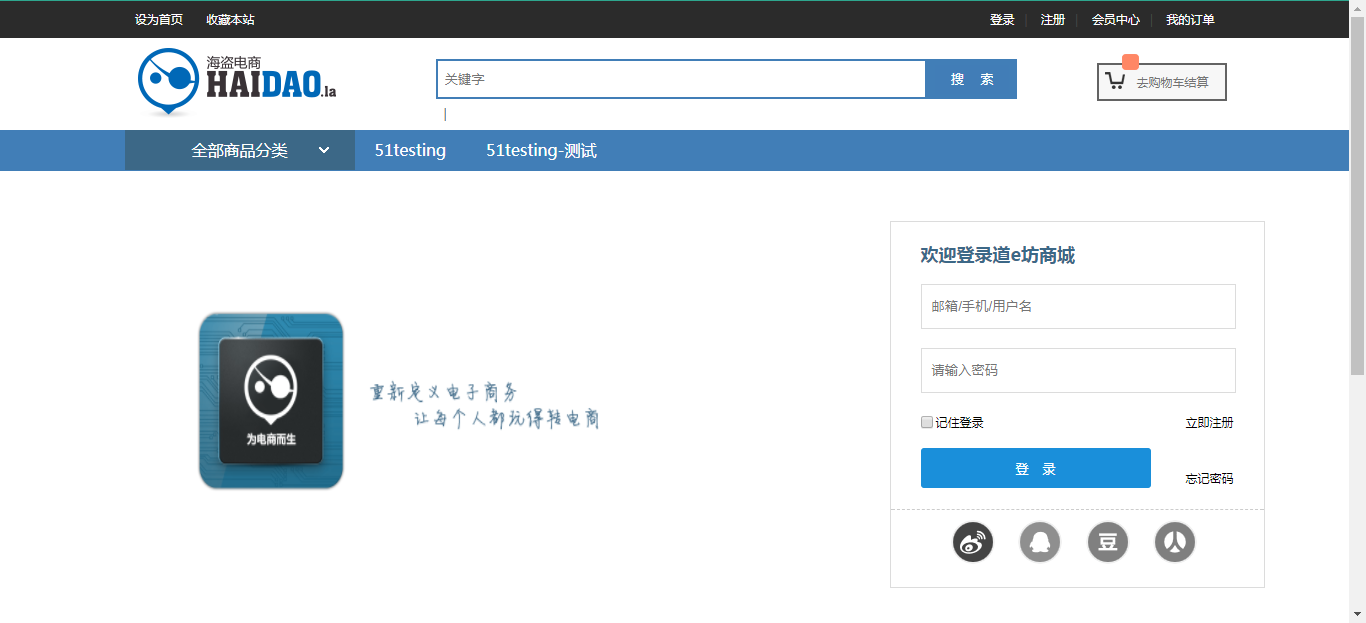 设为首页 收藏本站 登录 注册 会员中心 我的订单
海盗电商
HAIDAO.la
关键字 搜 索
去购物车结算
全部商品分类 51testing 51testing-测试
欢迎登录道e坊商城
邮箱/手机/用户名
请输入密码
记住登录 立即注册
登 录
忘记密码
重新定义电子商务
让每个人都玩得转电商
为电商而生
豆